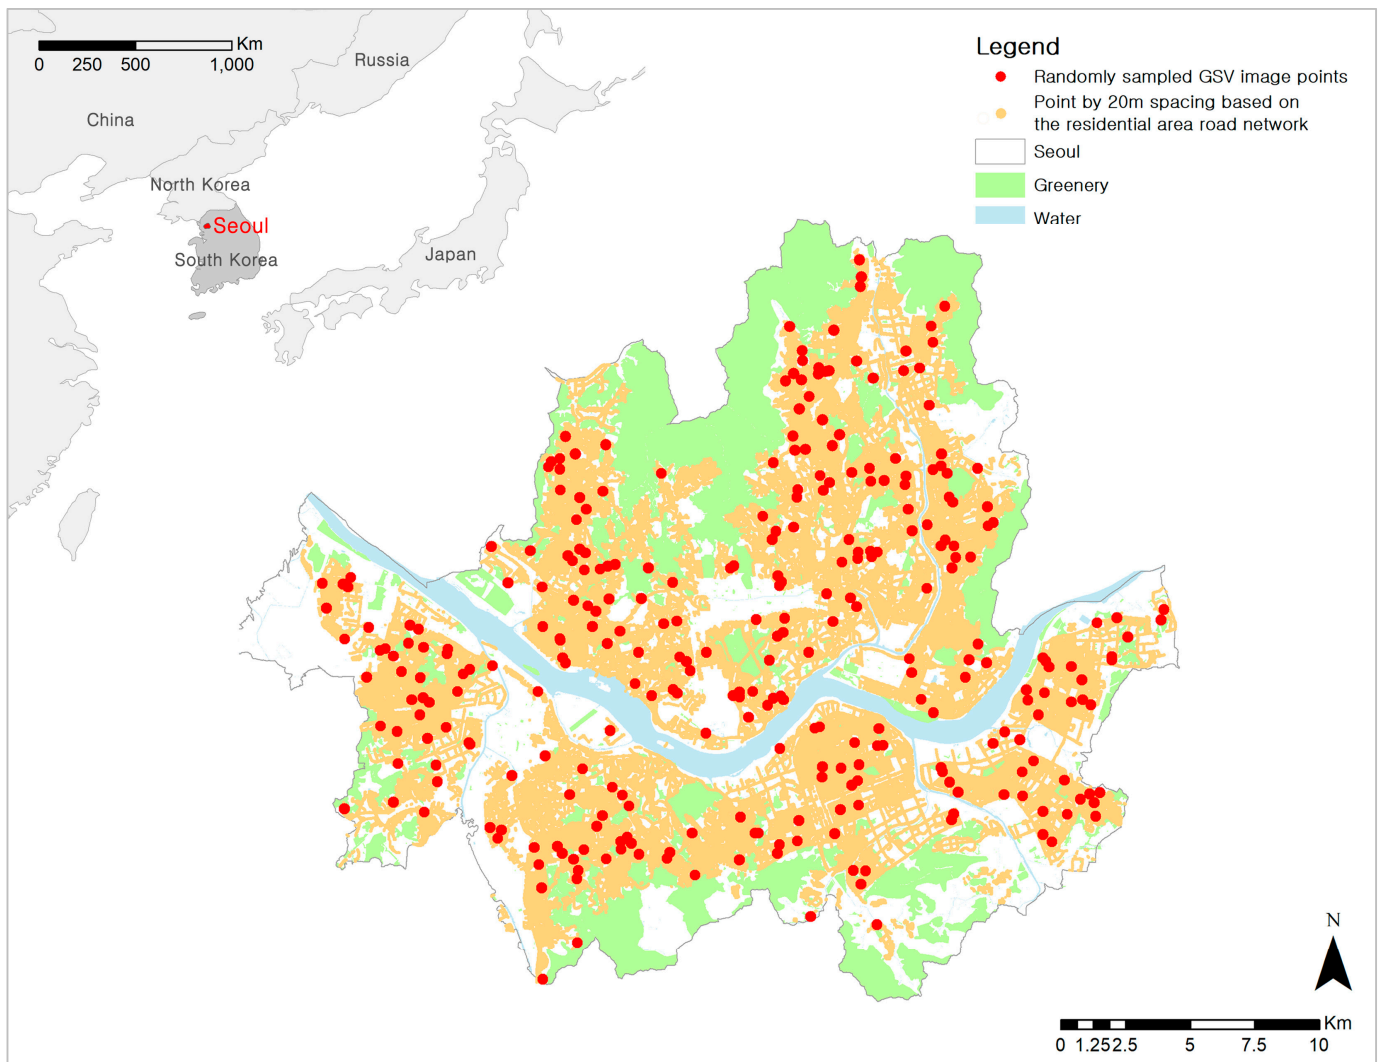 Km
0 250 500 1,000
Russia
China
North Korea
Seoul
South Korea
Japan
Legend
Randomly sampled GSV image points
Point by 20m spacing based on
the residential area road network
Seoul
Greenery
Water
N
Km
0 1.25 2.5 5 7.5 10